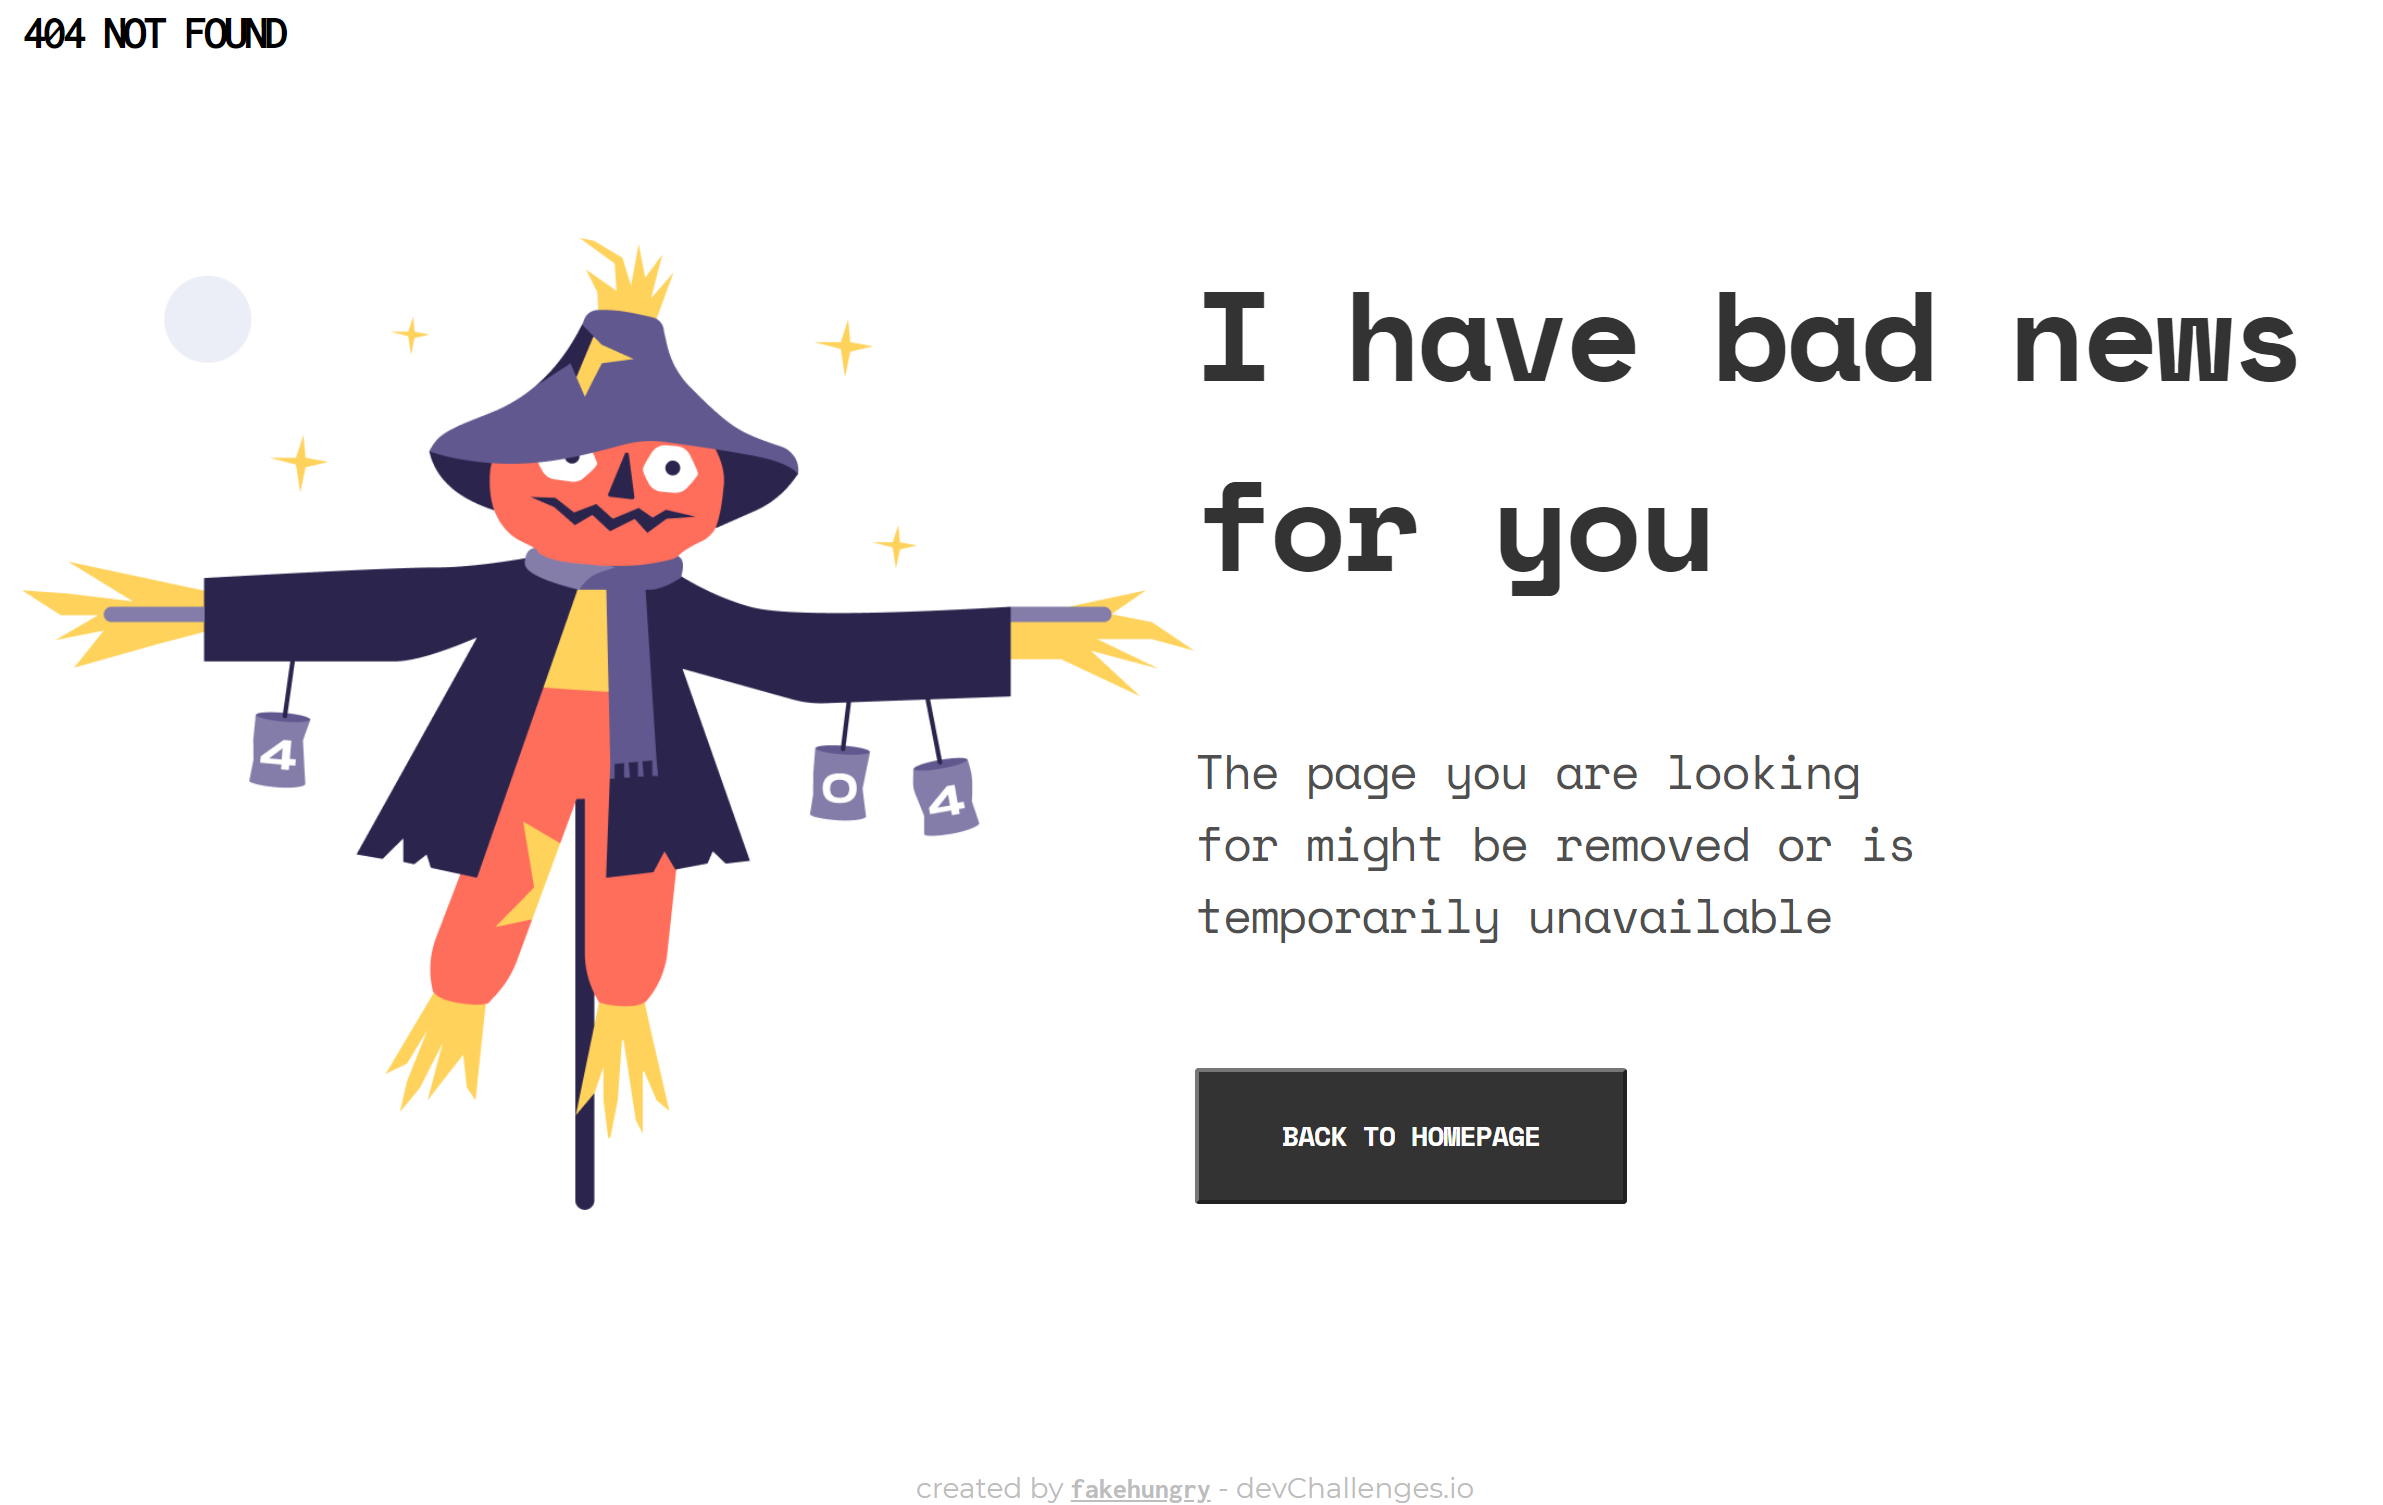 404 NOT FOUND
I have bad news
for you
4
0
4
The page you are looking
for might be removed or is
temporarily unavailable
BACK TO HOMEPAGE
created by fakehungry - devChallenges.io